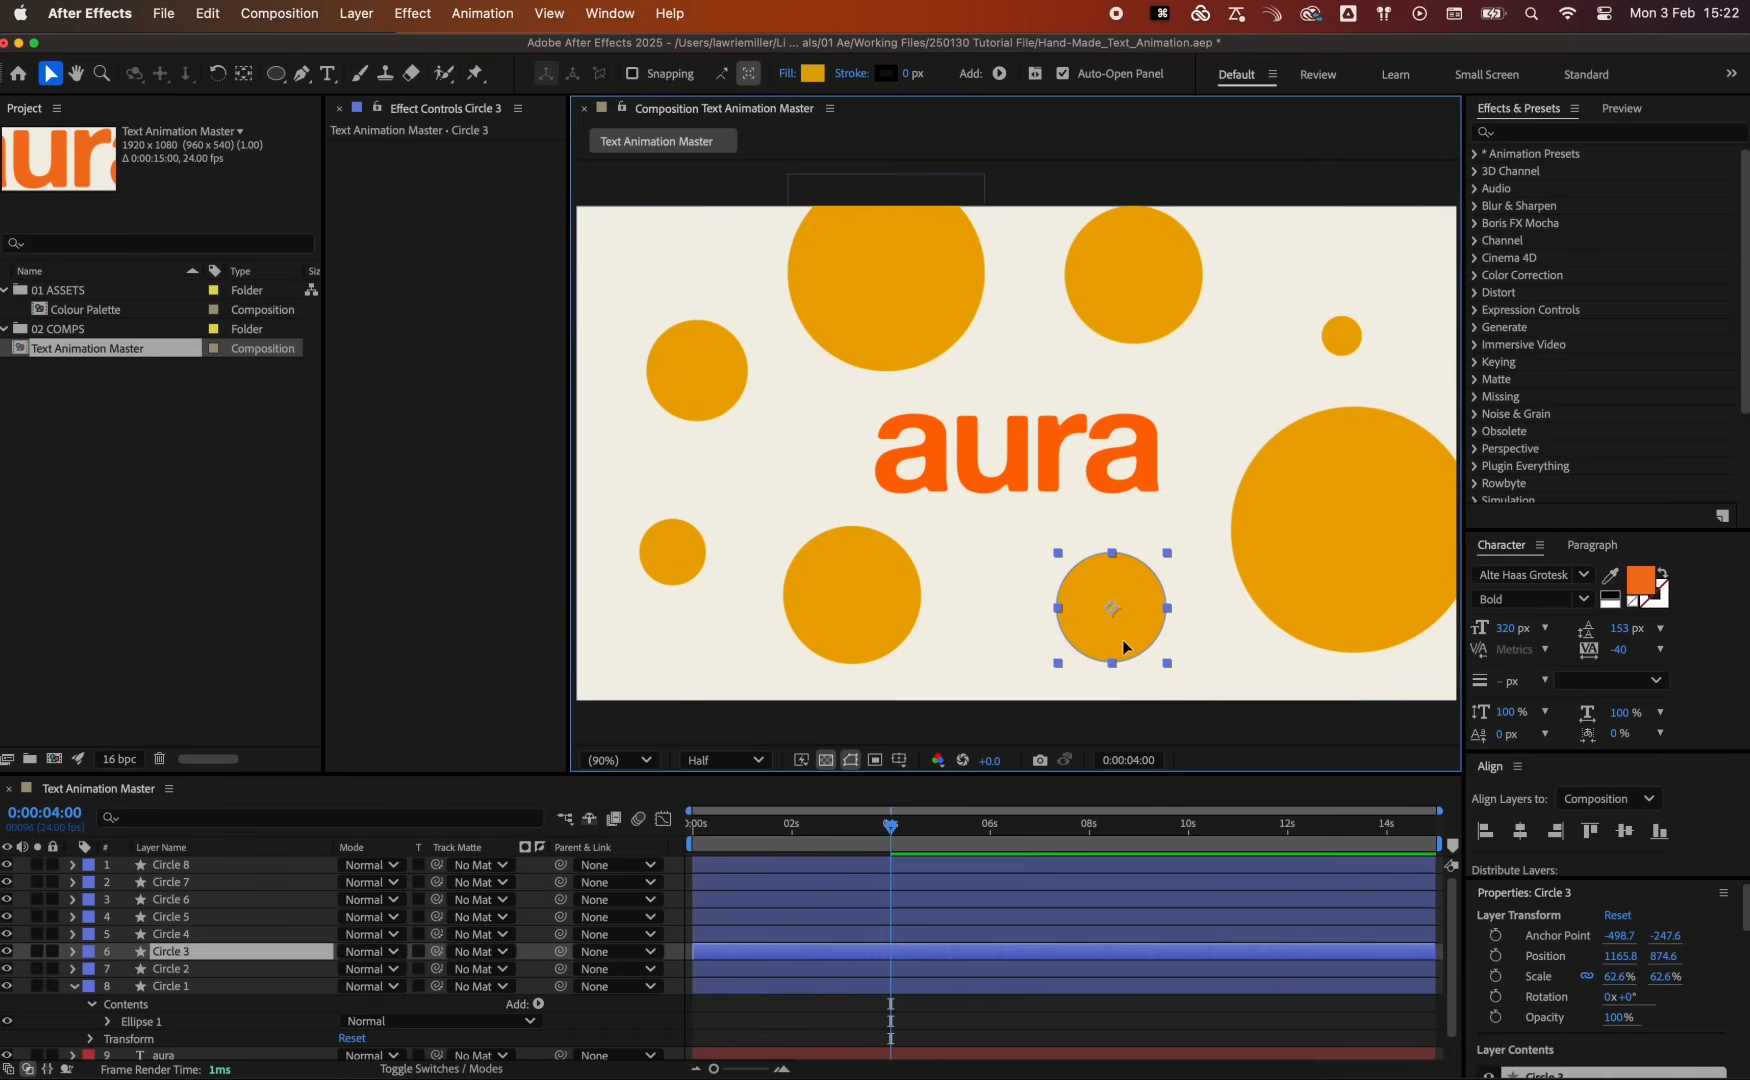 After Effects File Edit Composition Layer Effect Animation View Window Help Mon 3 Feb 15:22
Adobe After Effects 2025 - /Users/lawriemiller/Li ... als/01 Ae/Working Files/250130 Tutorial File/Hand-Made_Text_Animation.aep *
Snapping Fill: Stroke: 0 px Add: Auto-Open Panel Default Review Learn Small Screen Standard
Project
Text Animation Master
1920 x 1080 (960 x 540) (1.00)
Δ 0:00:15:00, 24.00 fps
Name Type Siz
01 ASSETS Folder
Colour Palette Composition
02 COMPS Folder
Text Animation Master Composition
16 bpc
Effect Controls Circle 3
Text Animation Master • Circle 3
Composition Text Animation Master
Text Animation Master
aura
(90%) Half +0.0 0:00:04:00
Effects & Presets Preview
* Animation Presets
3D Channel
Audio
Blur & Sharpen
Boris FX Mocha
Channel
Cinema 4D
Color Correction
Distort
Expression Controls
Generate
Immersive Video
Keying
Matte
Missing
Noise & Grain
Obsolete
Perspective
Plugin Everything
Rowbyte
Simulation
Character Paragraph
Alte Haas Grotesk
Bold
320 px 153 px
Metrics -40
– px
100 % 100 %
0 px 0 %
Align
Align Layers to: Composition
Distribute Layers:
Properties: Circle 3
Layer Transform Reset
Anchor Point -498.7 -247.6
Position 1165.8 874.6
Scale 62.6% 62.6%
Rotation 0x+0°
Opacity 100%
Layer Contents
Circle 3
Text Animation Master
0:00:04:00
00096 (24.00 fps)
:00s 02s 06s 08s 10s 12s 14s
# Layer Name Mode T Track Matte Parent & Link
1 Circle 8 Normal No Mat None
2 Circle 7 Normal No Mat None
3 Circle 6 Normal No Mat None
4 Circle 5 Normal No Mat None
5 Circle 4 Normal No Mat None
6 Circle 3 Normal No Mat None
7 Circle 2 Normal No Mat None
8 Circle 1 Normal No Mat None
Contents Add:
Ellipse 1 Normal
Transform Reset
9 T aura Normal No Mat None
Frame Render Time: 1ms Toggle Switches / Modes